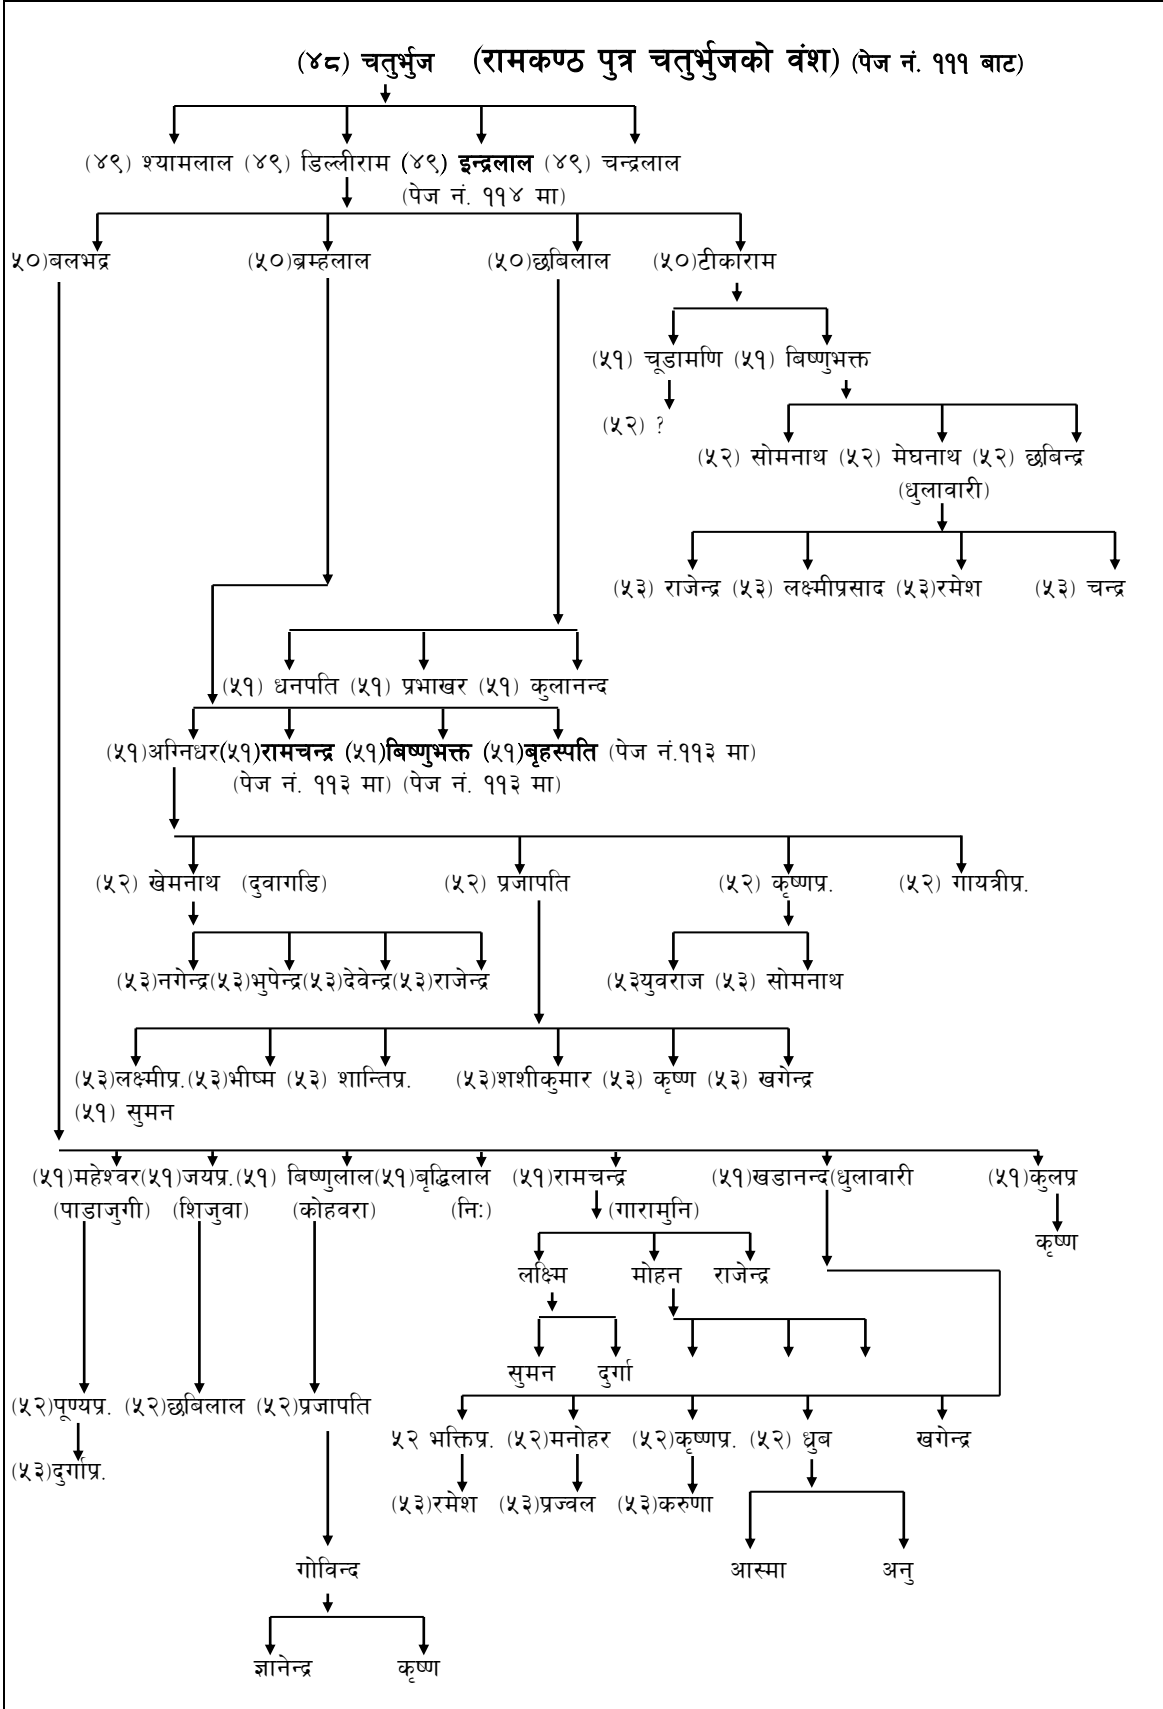 (४८) चतुर्भुज (रामकण्ठ पुत्र चतुर्भुजको वंश) (पेज नं. १११ बाट)
(४९) श्यामलाल (४९) डिल्लीराम (४९) इन्द्रलाल (४९) चन्द्रलाल
(पेज नं. ११४ मा)
५०)बलभद्र (५०)ब्रम्हलाल (५०)छबिलाल (५०)टीकाराम
(५१) चूडामणि (५१) बिष्णुभक्त
(५२) ?
(५२) सोमनाथ (५२) मेघनाथ (५२) छबिन्द्र
(धुलावारी)
(५३) राजेन्द्र (५३) लक्ष्मीप्रसाद (५३)रमेश (५३) चन्द्र
(५१) धनपति (५१) प्रभाखर (५१) कुलानन्द
(५१)अग्निधर(५१)रामचन्द्र (५१)बिष्णुभक्त (५१)बृहस्पति (पेज नं.११३ मा)
(पेज नं. ११३ मा) (पेज नं. ११३ मा)
(५२) खेमनाथ (दुवागडि) (५२) प्रजापति (५२) कृष्णप्र. (५२) गायत्रीप्र.
(५३)नगेन्द्र(५३)भुपेन्द्र(५३)देवेन्द्र(५३)राजेन्द्र (५३युवराज (५३) सोमनाथ
(५३)लक्ष्मीप्र.(५३)भीष्म (५३) शान्तिप्र. (५३)शशीकुमार (५३) कृष्ण (५३) खगेन्द्र
(५१) सुमन
(५१)महेश्वर(५१)जयप्र.(५१) बिष्णुलाल(५१)बृद्धिलाल (५१)रामचन्द्र (५१)खडानन्द(धुलावारी (५१)कुलप्र
(पाडाजुगी) (शिजुवा) (कोहवरा) (निः) (गारामुनि)
कृष्ण
लक्ष्मि मोहन राजेन्द्र
सुमन दुर्गा
(५२)पूण्यप्र. (५२)छबिलाल (५२)प्रजापति
५२ भक्तिप्र. (५२)मनोहर (५२)कृष्णप्र. (५२) ध्रुब खगेन्द्र
(५३)दुर्गाप्र.
(५३)रमेश (५३)प्रज्वल (५३)करुणा
गोविन्द आस्मा अनु
ज्ञानेन्द्र कृष्ण